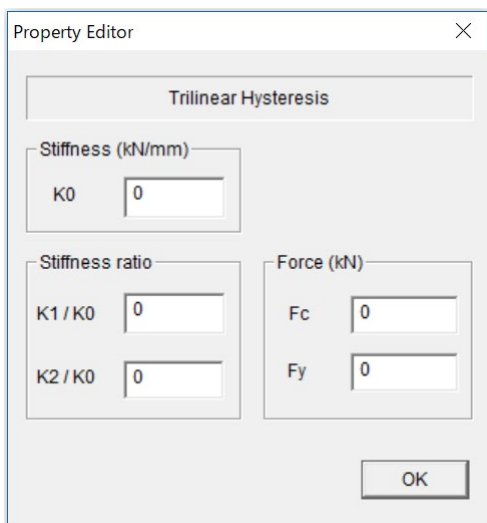 Property Editor
Trilinear Hysteresis
Stiffness (kN/mm)
K0 0
Stiffness ratio
K1 / K0 0
K2 / K0 0
Force (kN)
Fc 0
Fy 0
OK